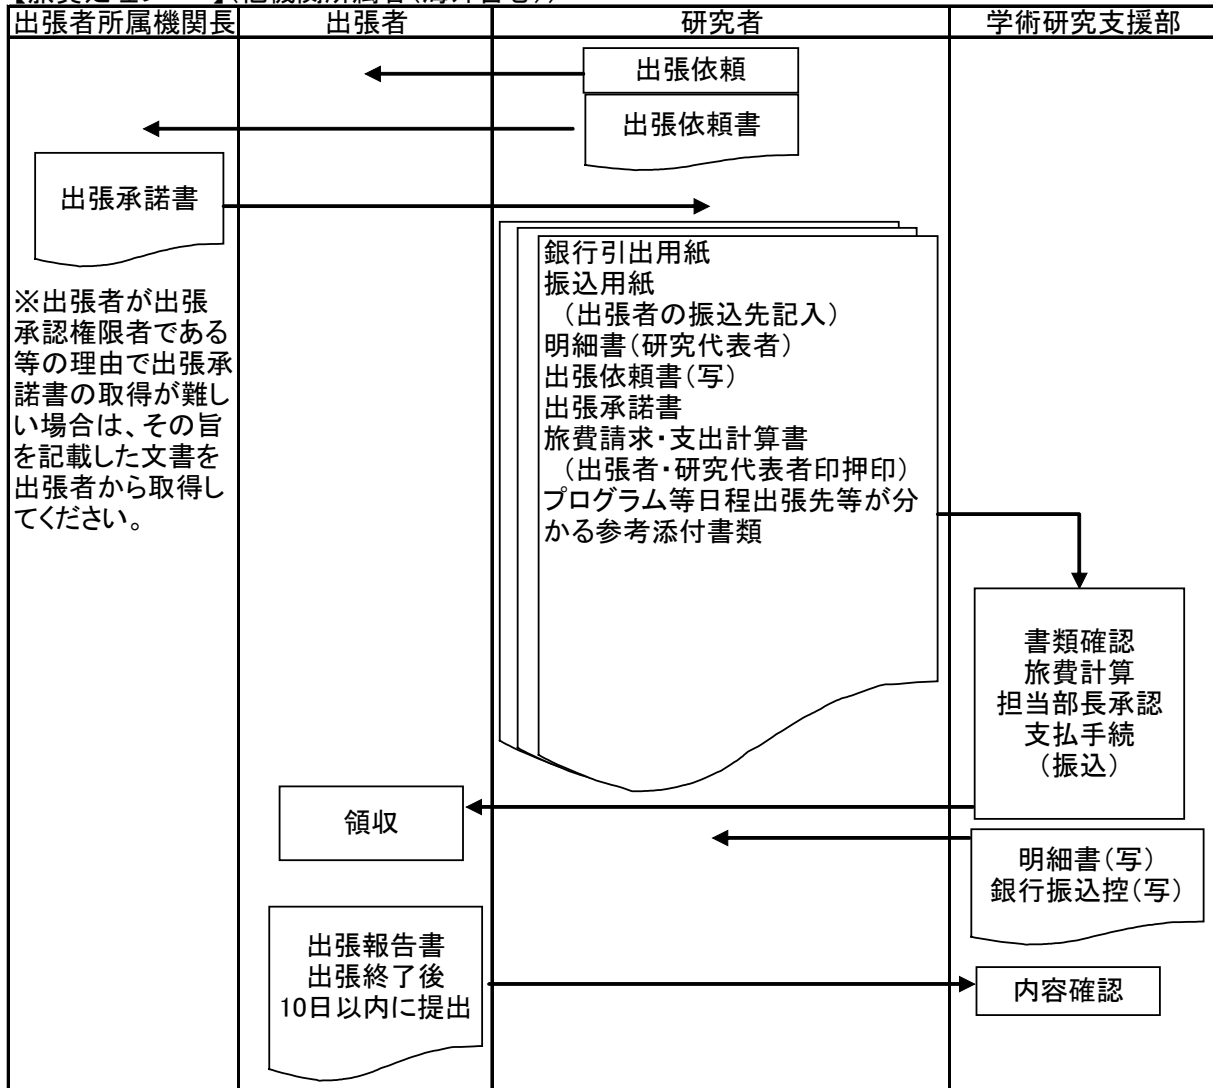 出張者所属機関長
出張者
研究者
学術研究支援部
出張依頼
出張依頼書
出張承諾書
※出張者が出張
承認権限者である
等の理由で出張承
諾書の取得が難し
い場合は、その旨
を記載した文書を
出張者から取得し
てください。
銀行引出用紙
振込用紙
（出張者の振込先記入）
明細書（研究代表者）
出張依頼書（写）
出張承諾書
旅費請求・支出計算書
（出張者・研究代表者印押印）
プログラム等日程出張先等が分
かる参考添付書類
書類確認
旅費計算
担当部長承認
支払手続
（振込）
領収
明細書（写）
銀行振込控（写）
出張報告書
出張終了後
10日以内に提出
内容確認